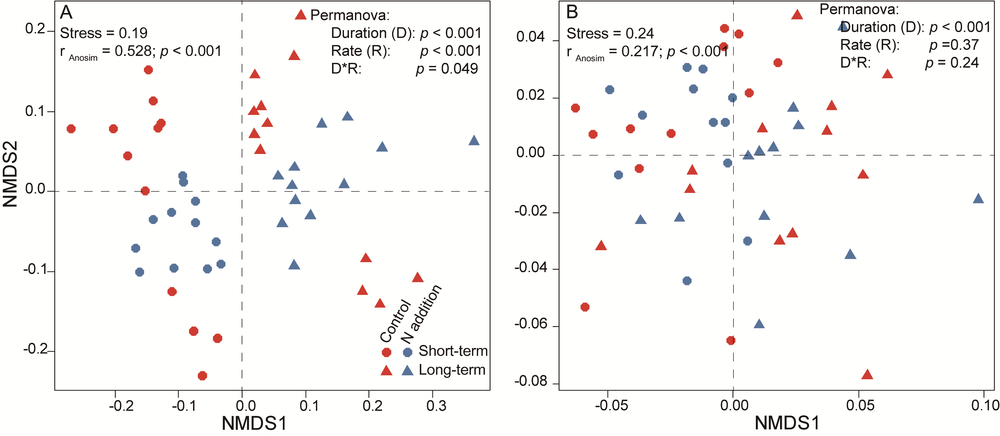 A
Permanova:
Stress = 0.19
Duration (D): p < 0.001
r Anosim = 0.528; p < 0.001
Rate (R): p < 0.001
D*R: p = 0.049
0.2
0.1
0.0
-0.1
-0.2
NMDS2
Control
N addition
Short-term
Long-term
-0.2 -0.1 0.0 0.1 0.2 0.3
NMDS1
B
Permanova:
Stress = 0.24
Duration (D): p < 0.001
r Anosim = 0.217; p < 0.001
Rate (R): p =0.37
D*R: p = 0.24
0.04
0.02
0.00
-0.02
-0.04
-0.06
-0.08
-0.05 0.00 0.05 0.10
NMDS1